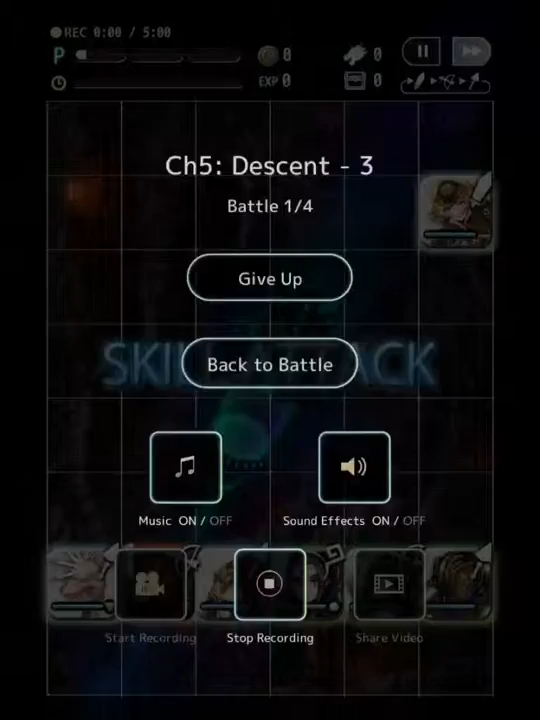 REC 0:00 / 5:00
P 0 0
EXP 0 0
Ch5: Descent - 3
Battle 1/4
Give Up
Back to Battle
Music ON / OFF
Sound Effects ON / OFF
Start Recording
Stop Recording
Share Video